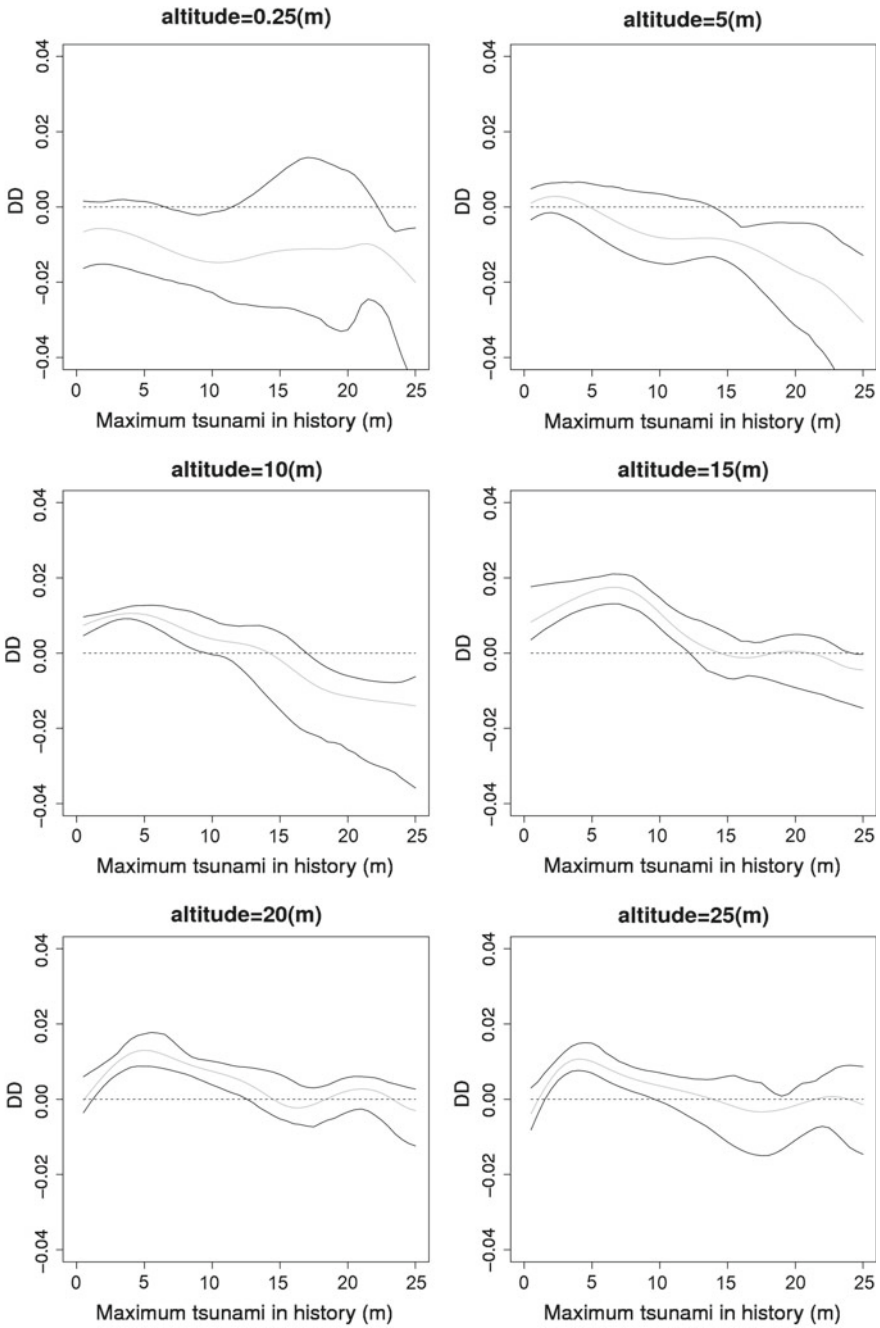 altitude=0.25(m)
0.04
0.02
0.00
−0.02
−0.04
DD
0 5 10 15 20 25
Maximum tsunami in history (m)
altitude=5(m)
0.04
0.02
0.00
−0.02
−0.04
DD
0 5 10 15 20 25
Maximum tsunami in history (m)
altitude=10(m)
0.04
0.02
0.00
−0.02
−0.04
DD
0 5 10 15 20 25
Maximum tsunami in history (m)
altitude=15(m)
0.04
0.02
0.00
−0.02
−0.04
DD
0 5 10 15 20 25
Maximum tsunami in history (m)
altitude=20(m)
0.04
0.02
0.00
−0.02
−0.04
DD
0 5 10 15 20 25
Maximum tsunami in history (m)
altitude=25(m)
0.04
0.02
0.00
−0.02
−0.04
DD
0 5 10 15 20 25
Maximum tsunami in history (m)